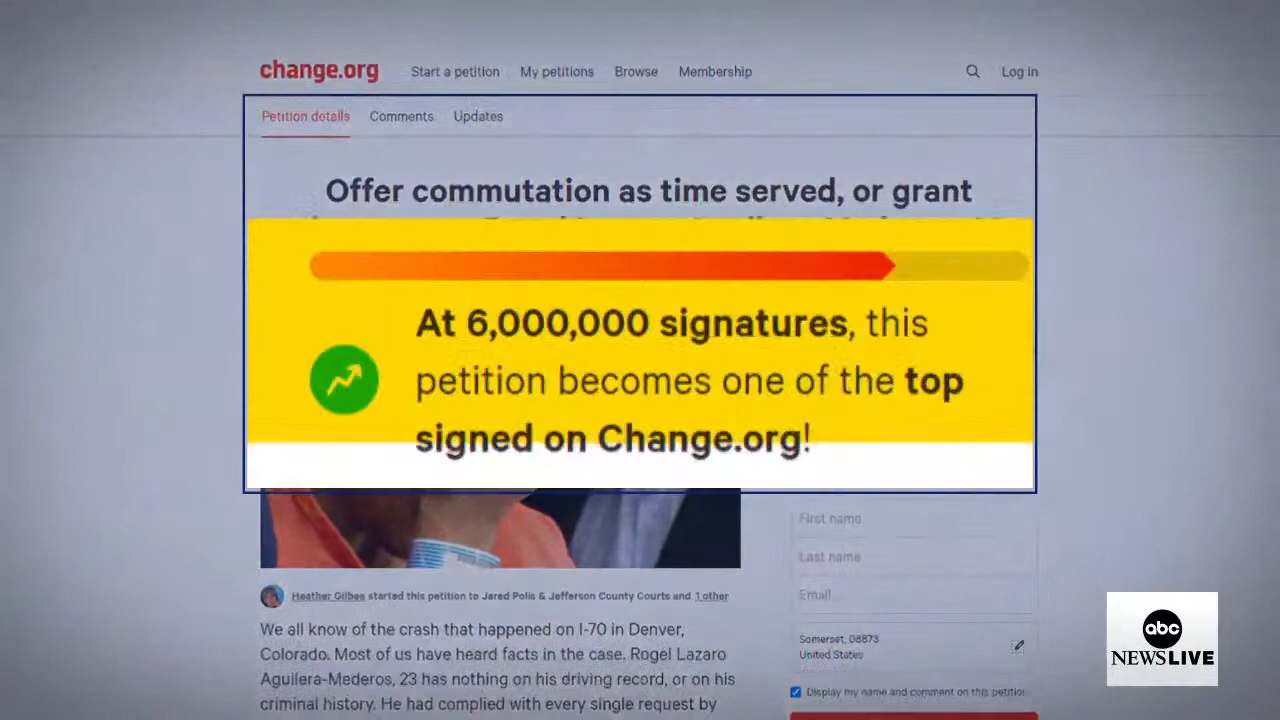 change.org Start a petition My petitions Browse Membership Log in
Petition details Comments Updates
Offer commutation as time served, or grant
At 6,000,000 signatures, this
petition becomes one of the top
signed on Change.org!
First name
Last name
Email
Heather Gilbee started this petition to Jared Polis & Jefferson County Courts and 1 other
We all know of the crash that happened on I-70 in Denver,
Colorado. Most of us have heard facts in the case. Rogel Lazaro
Aguilera-Mederos, 23 has nothing on his driving record, or on his
criminal history. He had complied with every single request by
Somerset, 08873
United States
Display my name and comment on this petition
abc
NEWS LIVE